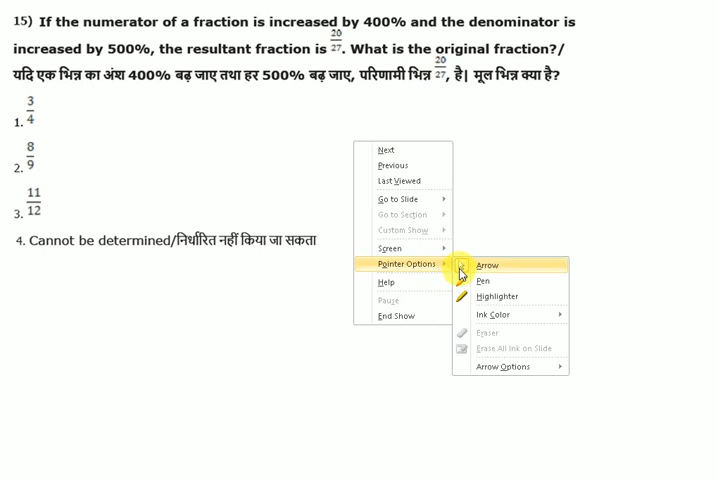 15) If the numerator of a fraction is increased by 400% and the denominator is
increased by 500%, the resultant fraction is 20/27. What is the original fraction?/
यदि एक भिन्न का अंश 400% बढ़ जाए तथा हर 500% बढ़ जाए, परिणामी भिन्न 20/27, है| मूल भिन्न क्या है?
1. 3/4
2. 8/9
3. 11/12
4. Cannot be determined/निर्धारित नहीं किया जा सकता
Next
Previous
Last Viewed
Go to Slide
Go to Section
Custom Show
Screen
Pointer Options
Help
Pause
End Show
Arrow
Pen
Highlighter
Ink Color
Eraser
Erase All Ink on Slide
Arrow Options